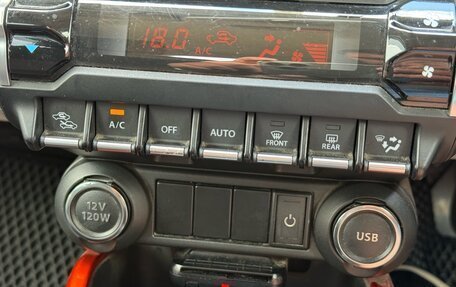 18.0
A/C
A/C
OFF
AUTO
FRONT
REAR
12V
120W
USB